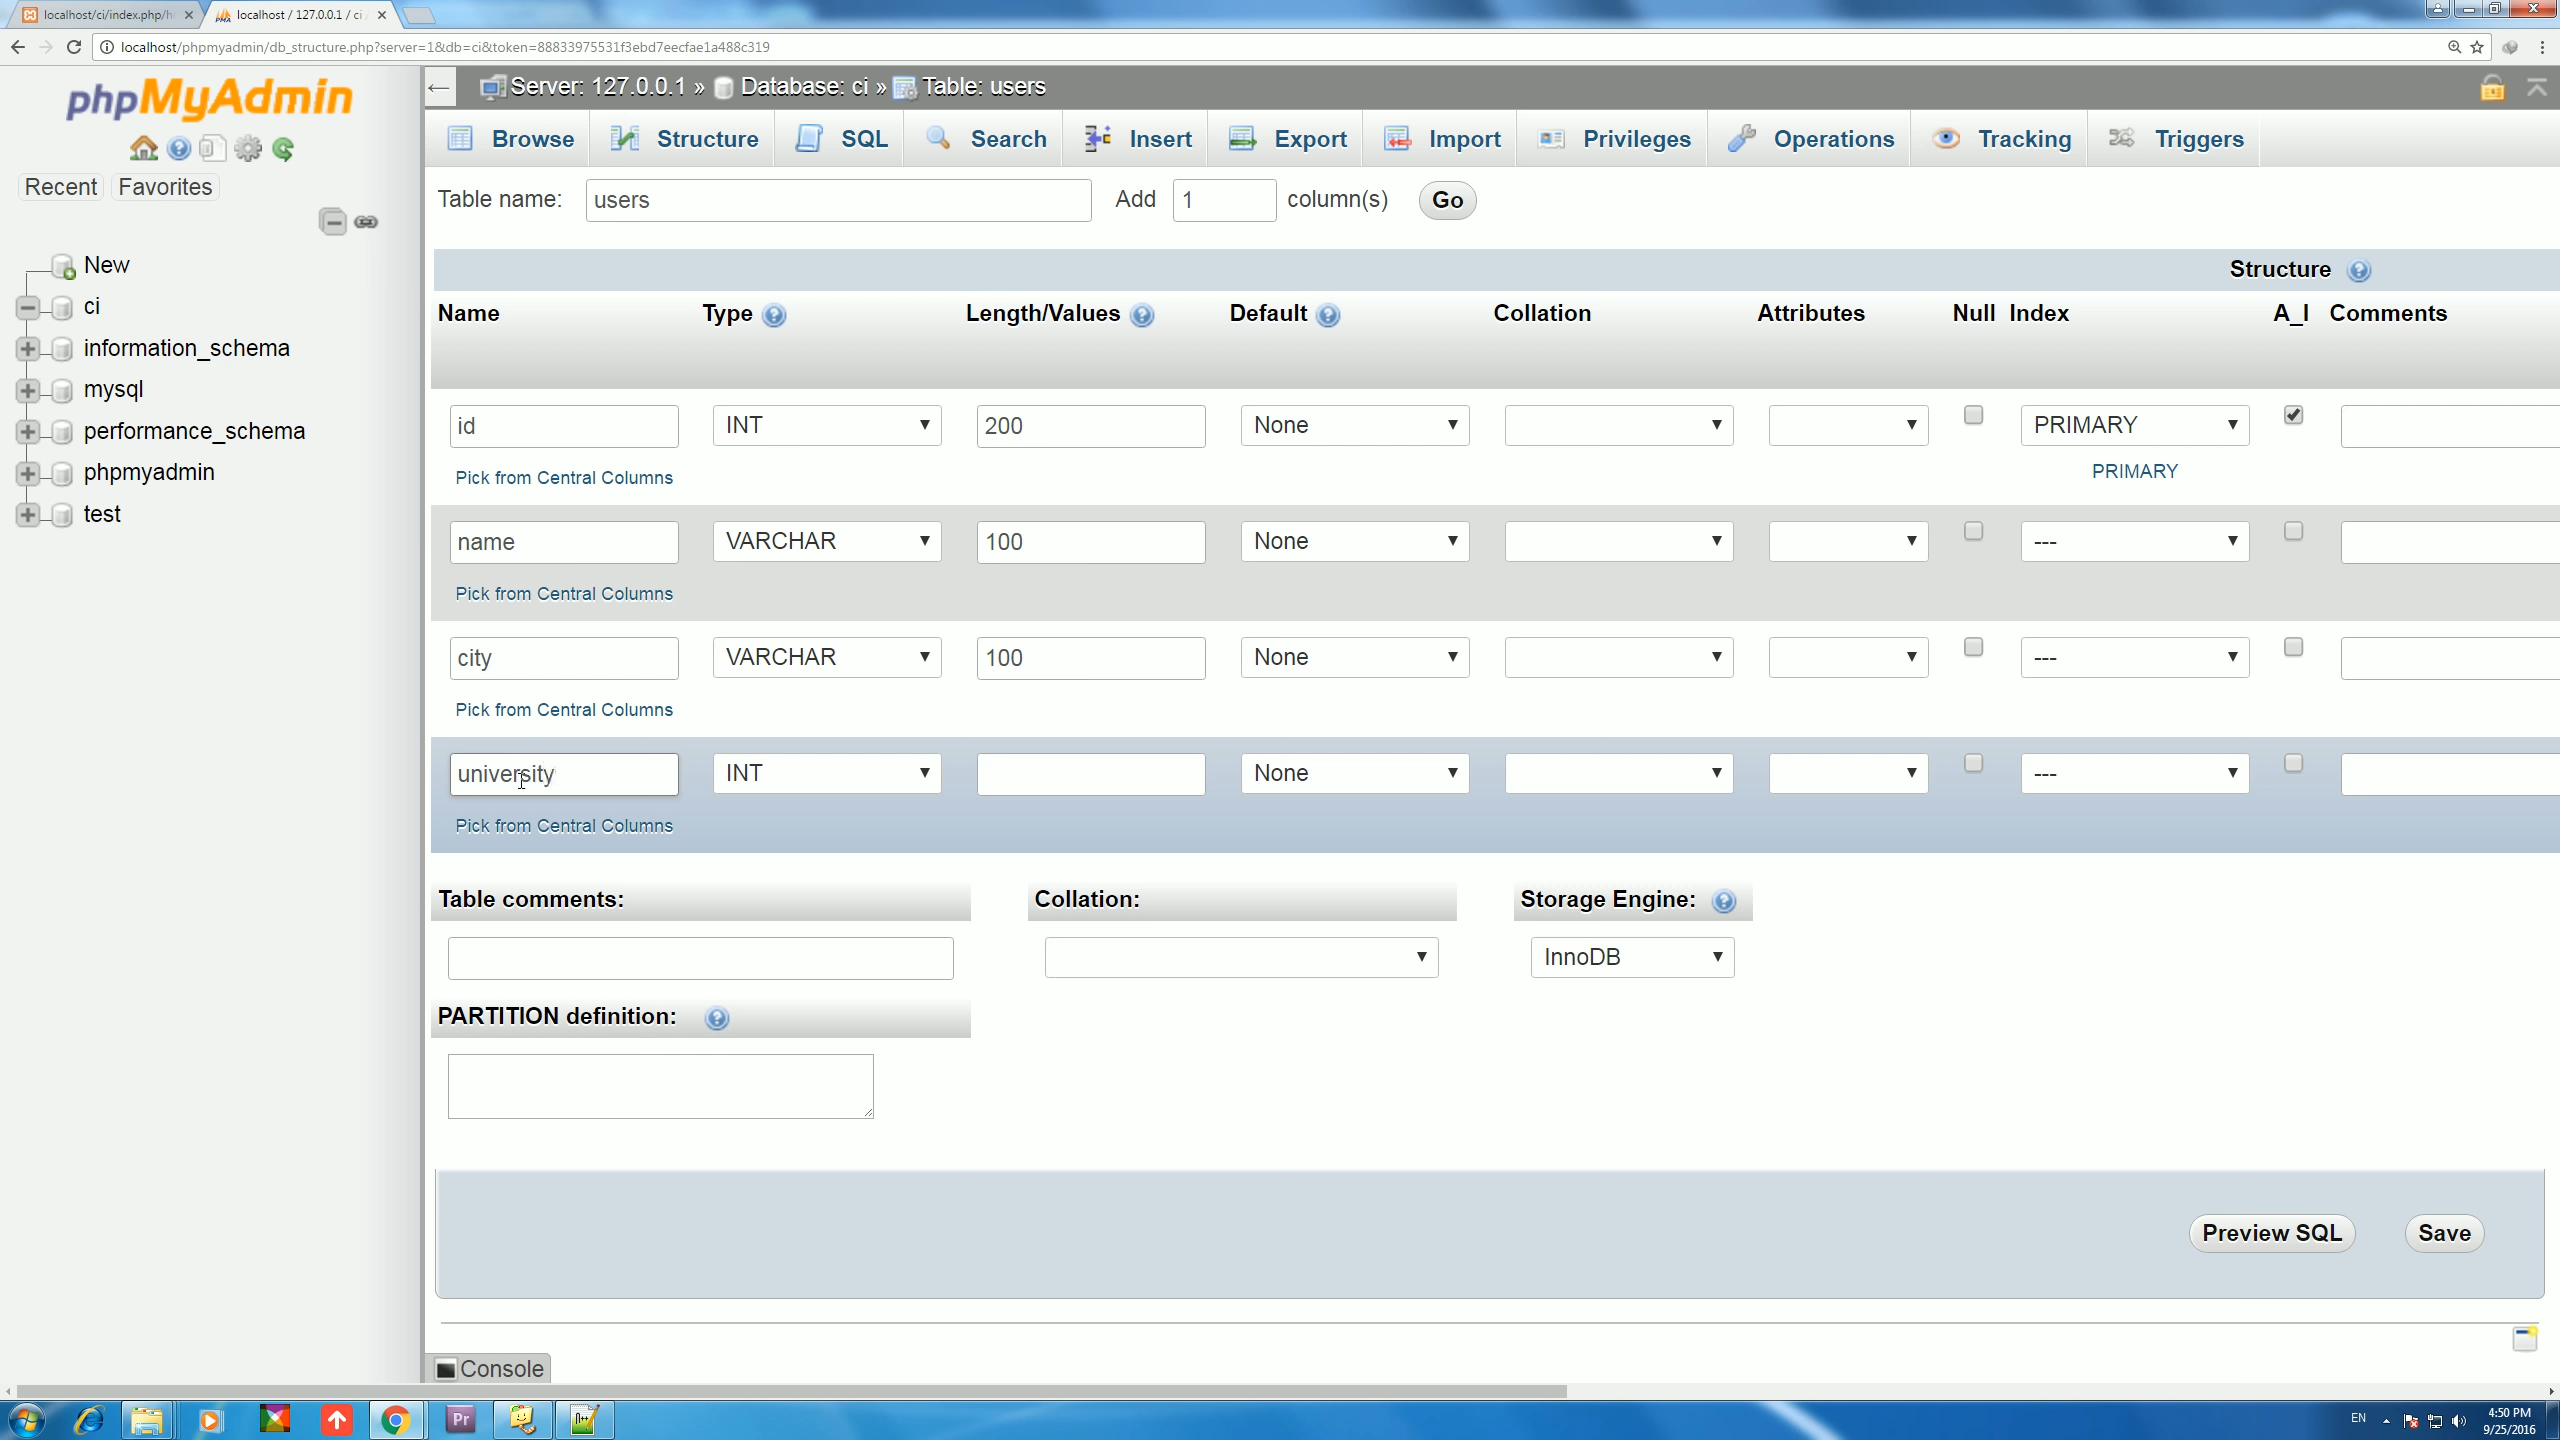 localhost/ci/index.php/h
localhost / 127.0.0.1 / ci
localhost/phpmyadmin/db_structure.php?server=1&db=ci&token=88833975531f3ebd7eecfae1a488c319
phpMyAdmin
Recent Favorites
New
ci
information_schema
mysql
performance_schema
phpmyadmin
test
Server: 127.0.0.1 » Database: ci » Table: users
Browse Structure SQL Search Insert Export Import Privileges Operations Tracking Triggers
Table name: users Add 1 column(s) Go
Structure
Name Type Length/Values Default Collation Attributes Null Index A_I Comments
id INT 200 None PRIMARY
Pick from Central Columns PRIMARY
name VARCHAR 100 None ---
Pick from Central Columns
city VARCHAR 100 None ---
Pick from Central Columns
university INT None ---
Pick from Central Columns
Table comments: Collation: Storage Engine:
InnoDB
PARTITION definition:
Preview SQL Save
Console
Pr
EN
4:50 PM
9/25/2016